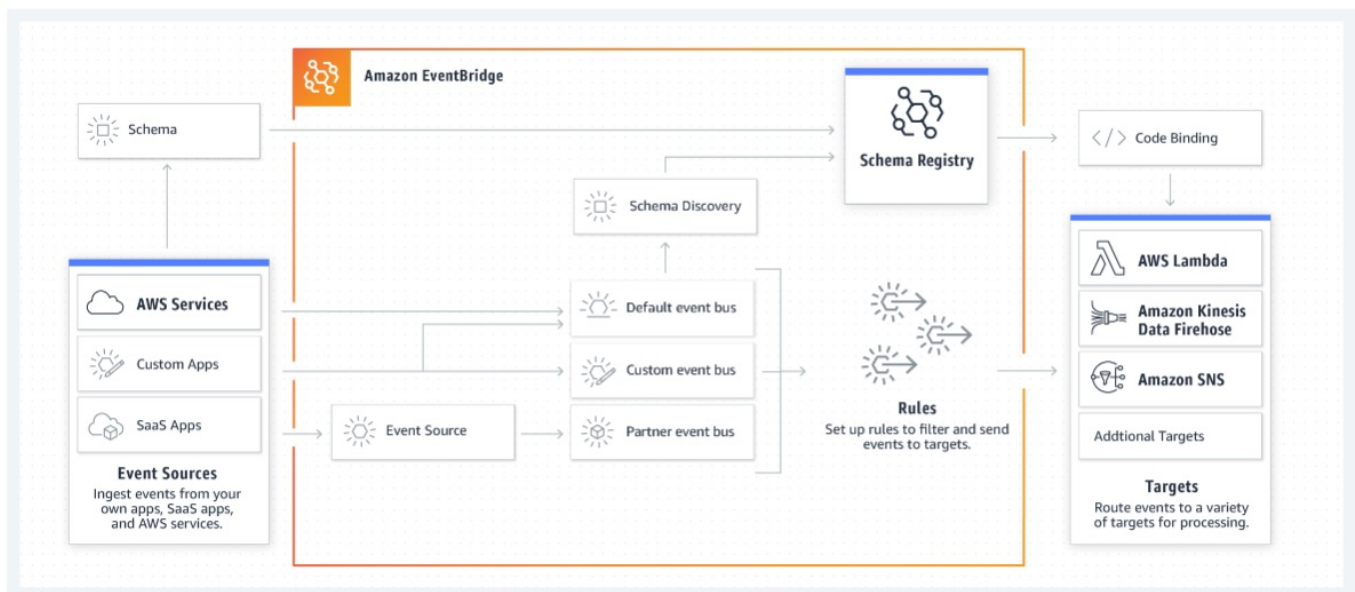 Amazon EventBridge
Schema
Schema Registry
</> Code Binding
Schema Discovery
AWS Services
Custom Apps
SaaS Apps
Event Sources
Ingest events from your
own apps, SaaS apps,
and AWS services.
Event Source
Default event bus
Custom event bus
Partner event bus
Rules
Set up rules to filter and send
events to targets.
AWS Lambda
Amazon Kinesis
Data Firehose
Amazon SNS
Addtional Targets
Targets
Route events to a variety
of targets for processing.